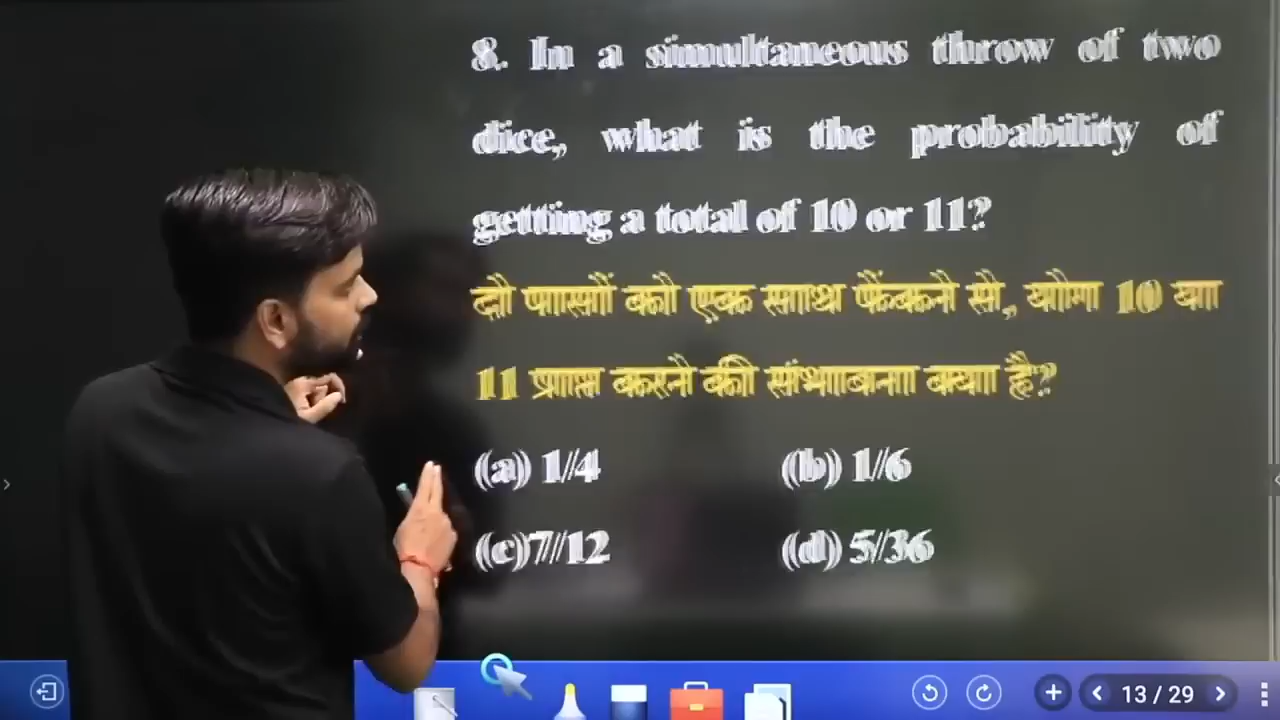 8. In a simultaneous throw of two
dice, what is the probability of
getting a total of 10 or 11?
दो पासों को एक साथ फेंकने से, योग 10 या
11 प्राप्त करने की संभावना क्या है?
(a) 1/4 (b) 1/6
(c)7/12 (d) 5/36
13 / 29